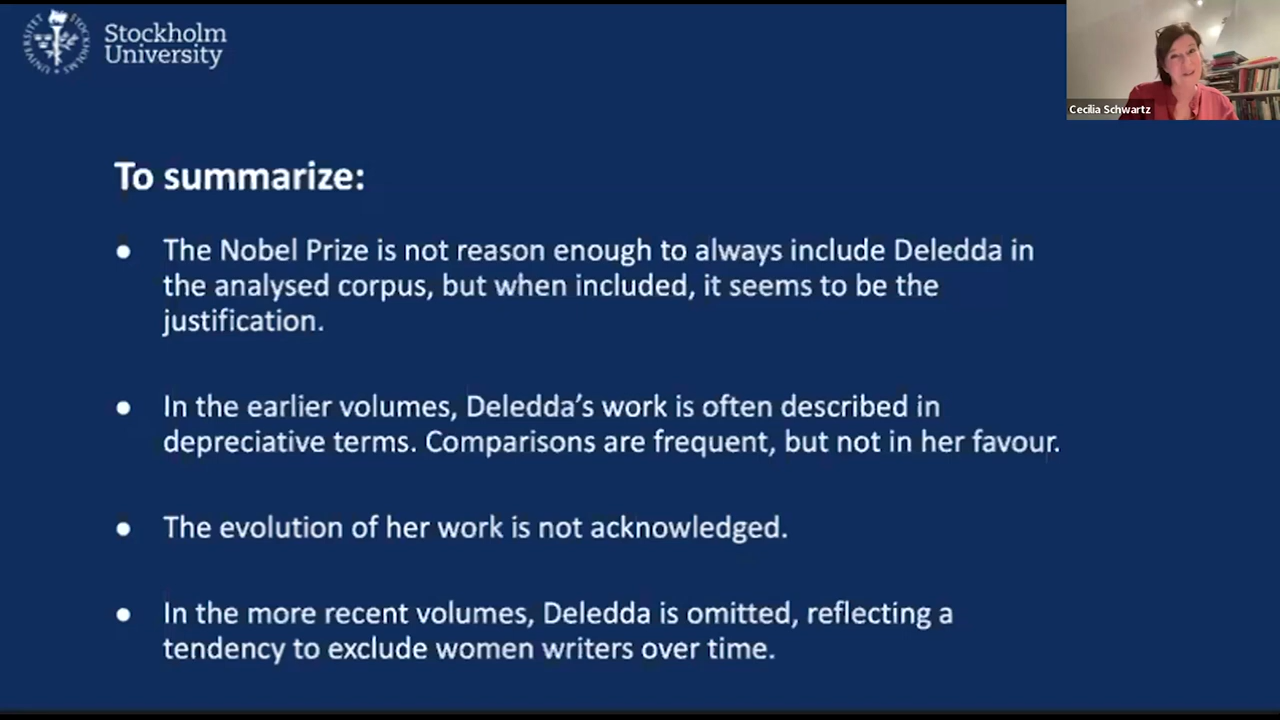 Stockholm
University
Cecilia Schwartz
To summarize:
● The Nobel Prize is not reason enough to always include Deledda in
the analysed corpus, but when included, it seems to be the
justification.
● In the earlier volumes, Deledda's work is often described in
depreciative terms. Comparisons are frequent, but not in her favour.
● The evolution of her work is not acknowledged.
● In the more recent volumes, Deledda is omitted, reflecting a
tendency to exclude women writers over time.